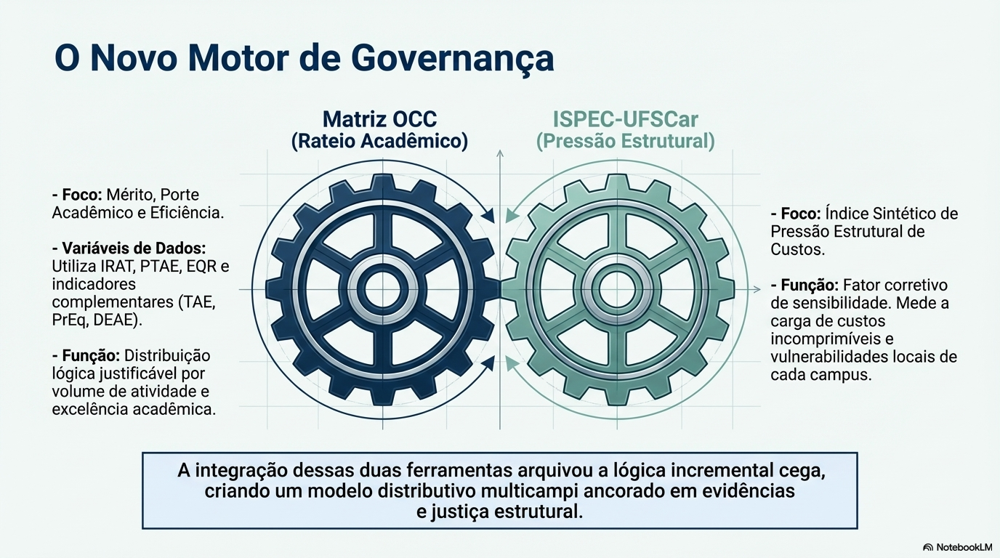 O Novo Motor de Governança
Matriz OCC
(Rateio Acadêmico)
ISPEC-UFSCar
(Pressão Estrutural)
- Foco: Mérito, Porte
Acadêmico e Eficiência.
- Variáveis de Dados:
Utiliza IRAT, PTAE, EQR e
indicadores
complementares (TAE,
PrEq, DEAE).
- Função: Distribuição
lógica justificável por
volume de atividade e
excelência acadêmica.
- Foco: Índice Sintético de
Pressão Estrutural de
Custos.
- Função: Fator corretivo
de sensibilidade. Mede a
carga de custos
incomprimíveis e
vulnerabilidades locais de
cada campus.
A integração dessas duas ferramentas arquivou a lógica incremental cega,
criando um modelo distributivo multicampi ancorado em evidências
e justiça estrutural.
NotebookLM